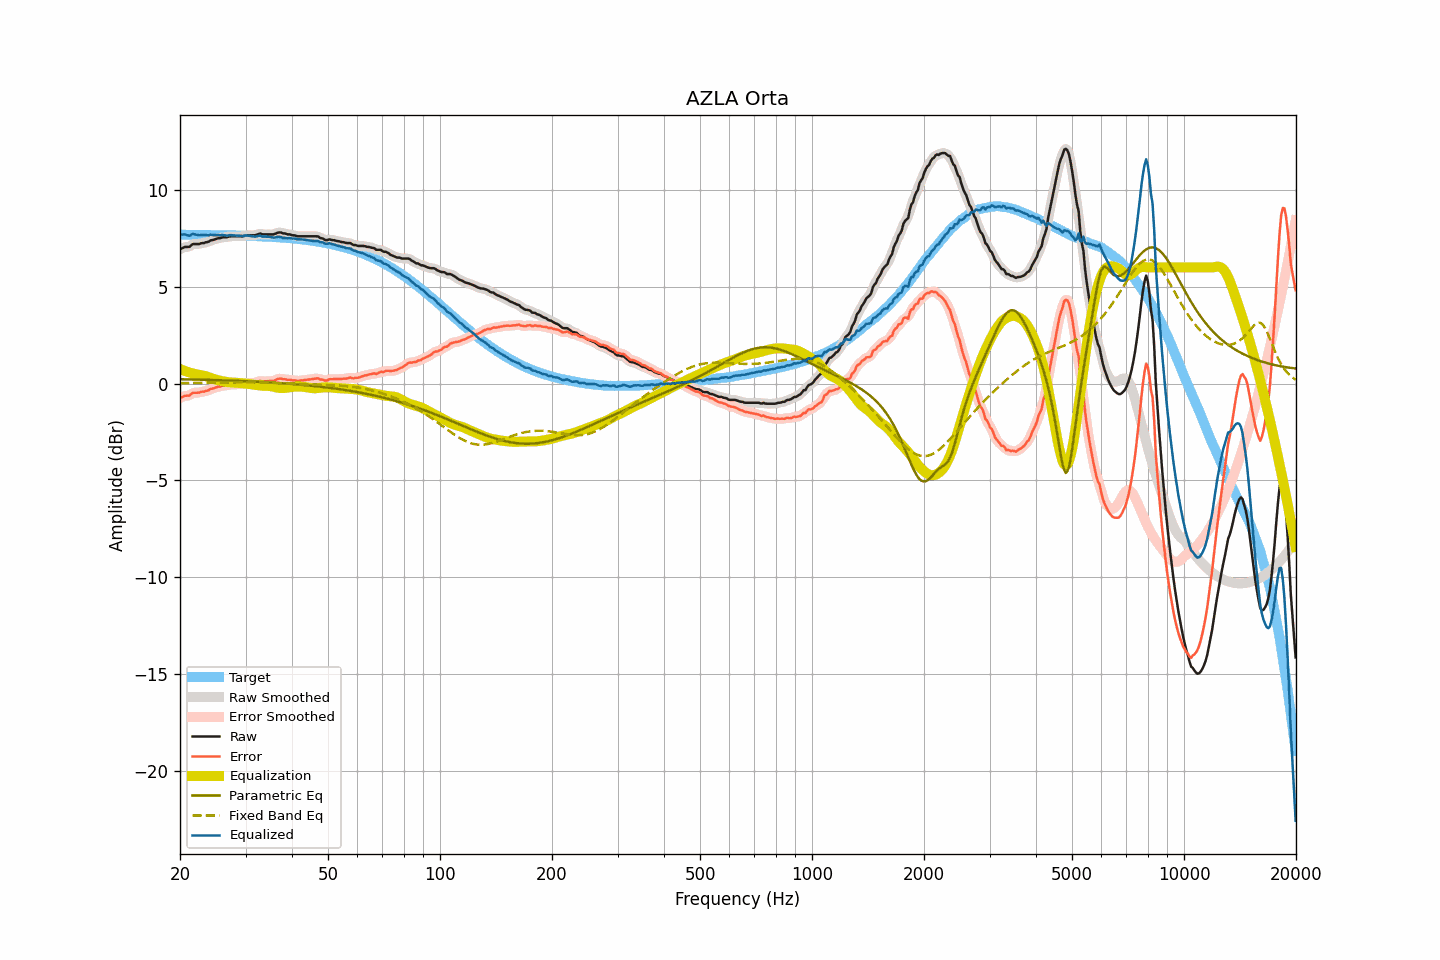 AZLA Orta
10
5
0
−5
−10
−15
−20
Amplitude (dBr)
Target
Raw Smoothed
Error Smoothed
Raw
Error
Equalization
Parametric Eq
Fixed Band Eq
Equalized
20 50 100 200 500 1000 2000 5000 10000 20000
Frequency (Hz)